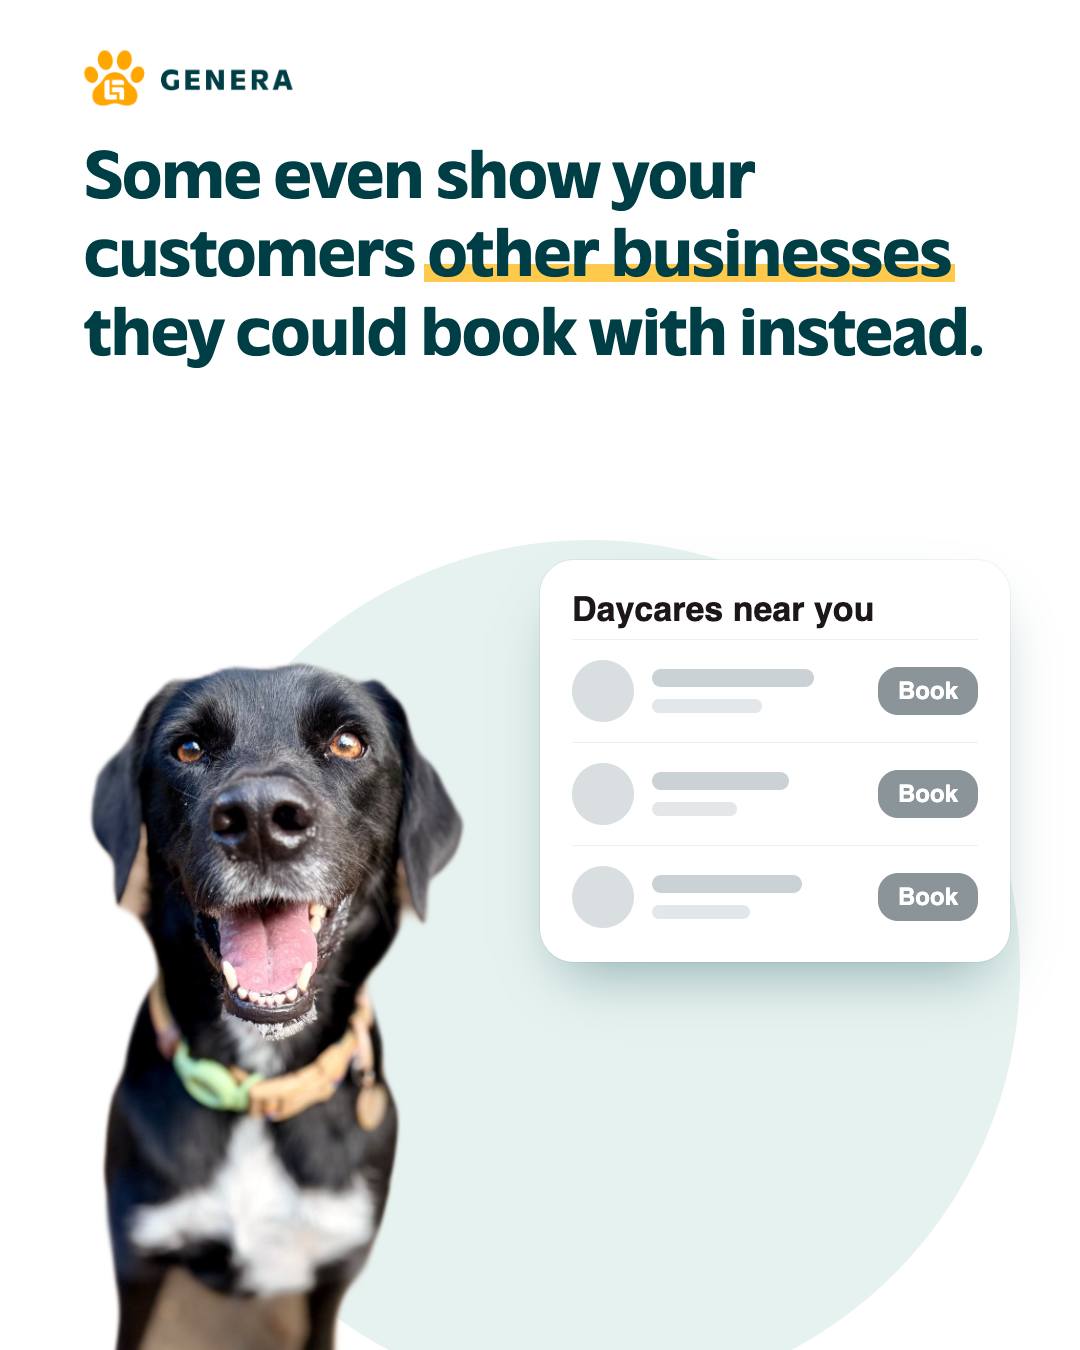 GENERA
Some even show your
customers other businesses
they could book with instead.
Daycares near you
Book
Book
Book